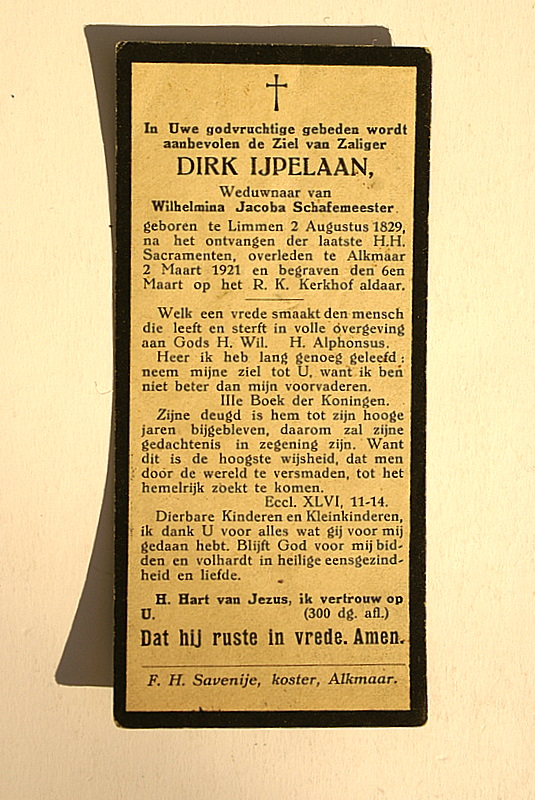 In Uwe godvruchtige gebeden wordt
aanbevolen de Ziel van Zaliger
DIRK IJPELAAN,
Weduwnaar van
Wilhelmina Jacoba Schafemeester.
geboren te Limmen 2 Augustus 1829,
na het ontvangen der laatste H.H.
Sacramenten, overleden te Alkmaar
2 Maart 1921 en begraven den 6en
Maart op het R. K. Kerkhof aldaar.
Welk een vrede smaakt den mensch
die leeft en sterft in volle overgeving
aan Gods H. Wil. H. Alphonsus.
Heer ik heb lang genoeg geleefd:
neem mijne ziel tot U, want ik ben
niet beter dan mijn voorvaderen.
IIIe Boek der Koningen.
Zijne deugd is hem tot zijn hooge
jaren bijgebleven, daarom zal zijne
gedachtenis in zegening zijn. Want
dit is de hoogste wijsheid, dat men
door de wereld te versmaden, tot het
hemelrijk zoekt te komen.
Eccl. XLVI, 11-14.
Dierbare Kinderen en Kleinkinderen,
ik dank U voor alles wat gij voor mij
gedaan hebt. Blijft God voor mij bid-
den en volhardt in heilige eensgezind-
heid en liefde.
H. Hart van Jezus, ik vertrouw op
U. (300 dg. afl.)
Dat hij ruste in vrede. Amen.
F. H. Savenije, koster, Alkmaar.